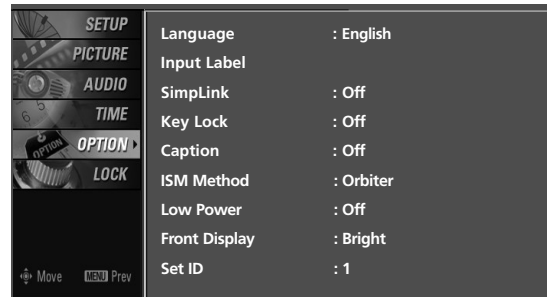 SETUP
PICTURE
AUDIO
TIME
OPTION
LOCK
Move MENU Prev
Language : English
Input Label
SimpLink : Off
Key Lock : Off
Caption : Off
ISM Method : Orbiter
Low Power : Off
Front Display : Bright
Set ID : 1